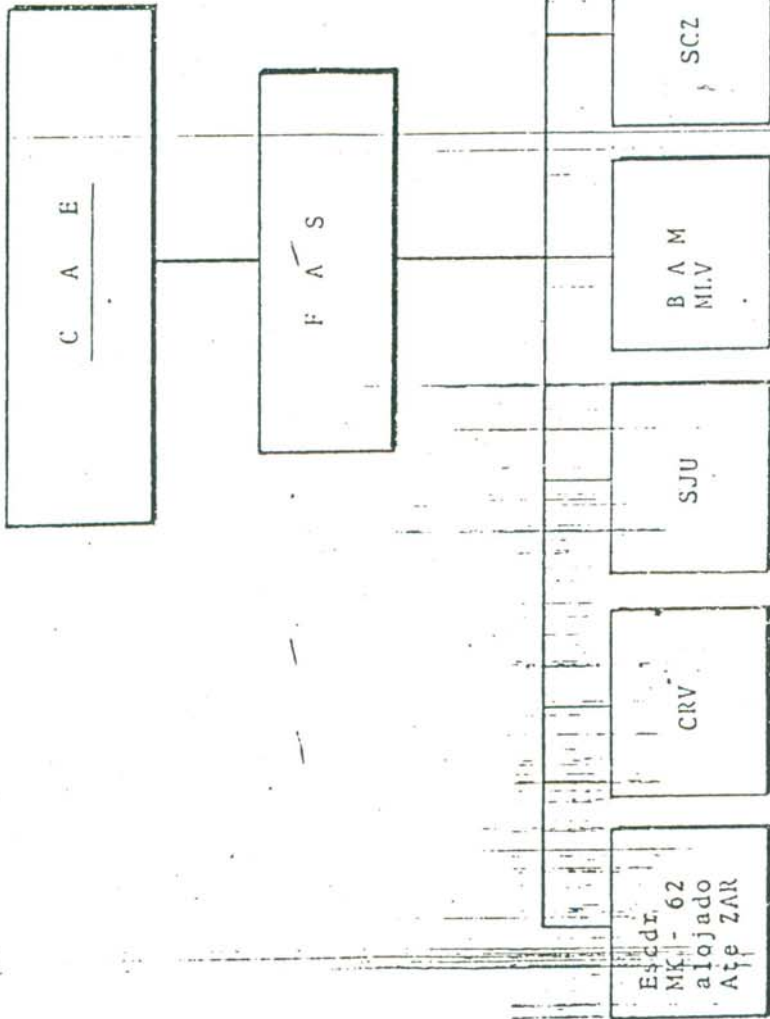 C A E
F A S
Escdr.
MK - 62
alojado
Ate ZAR
CRV
SJU
B A M
MLV
SCZ